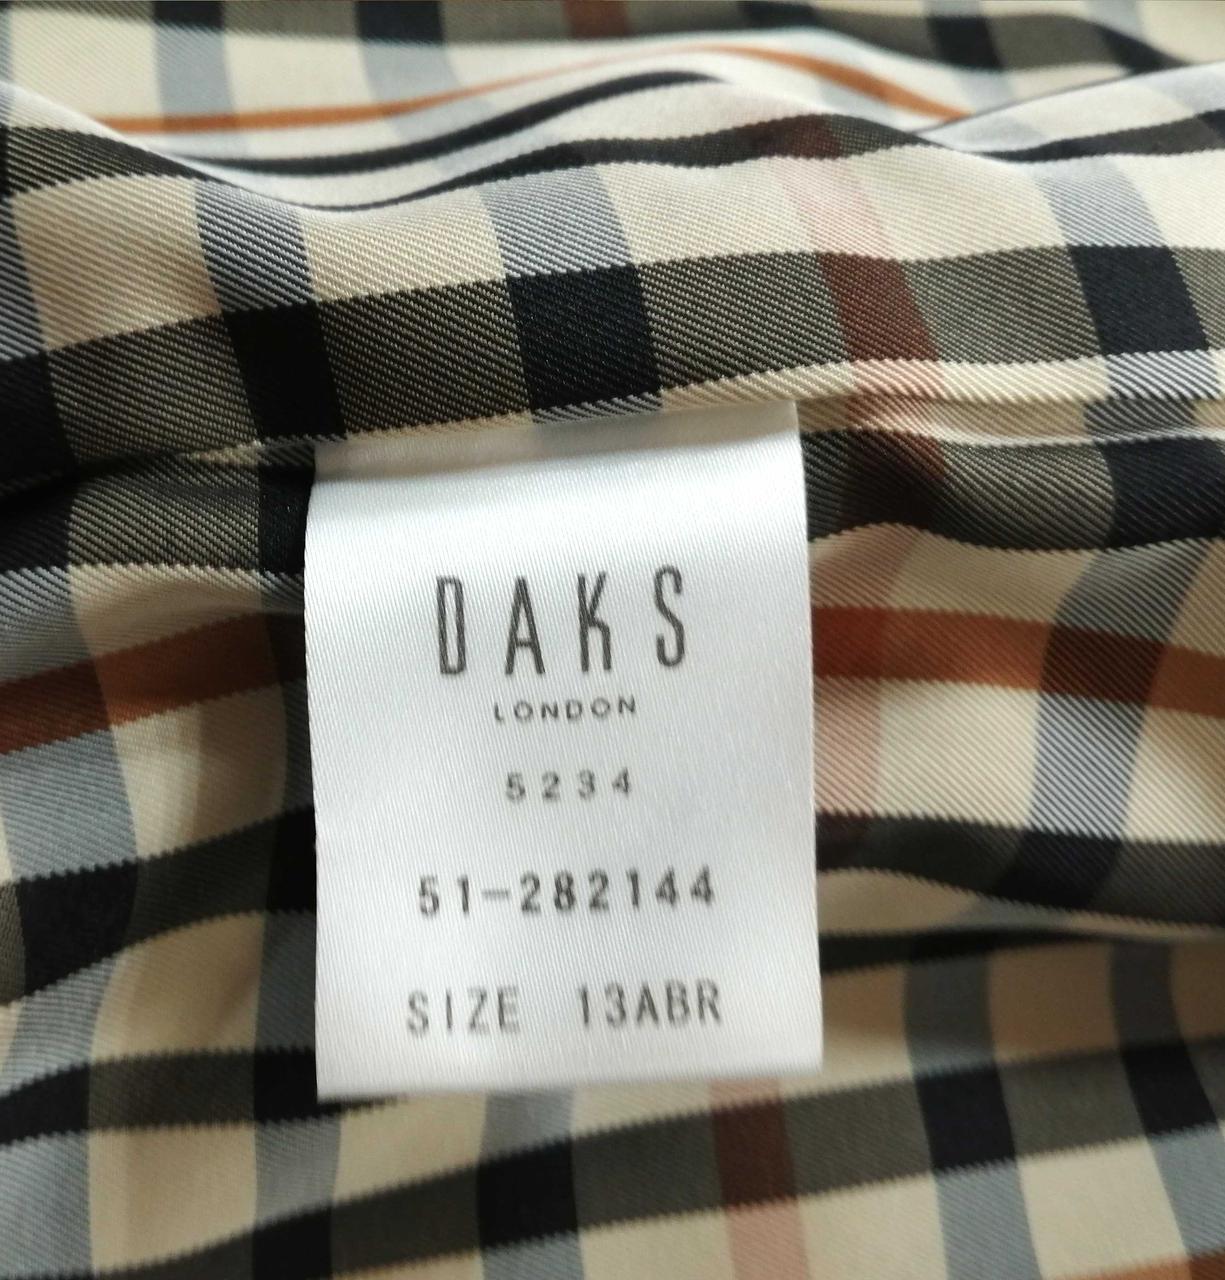 DAKS
LONDON
5234
51-282144
SIZE 13ABR